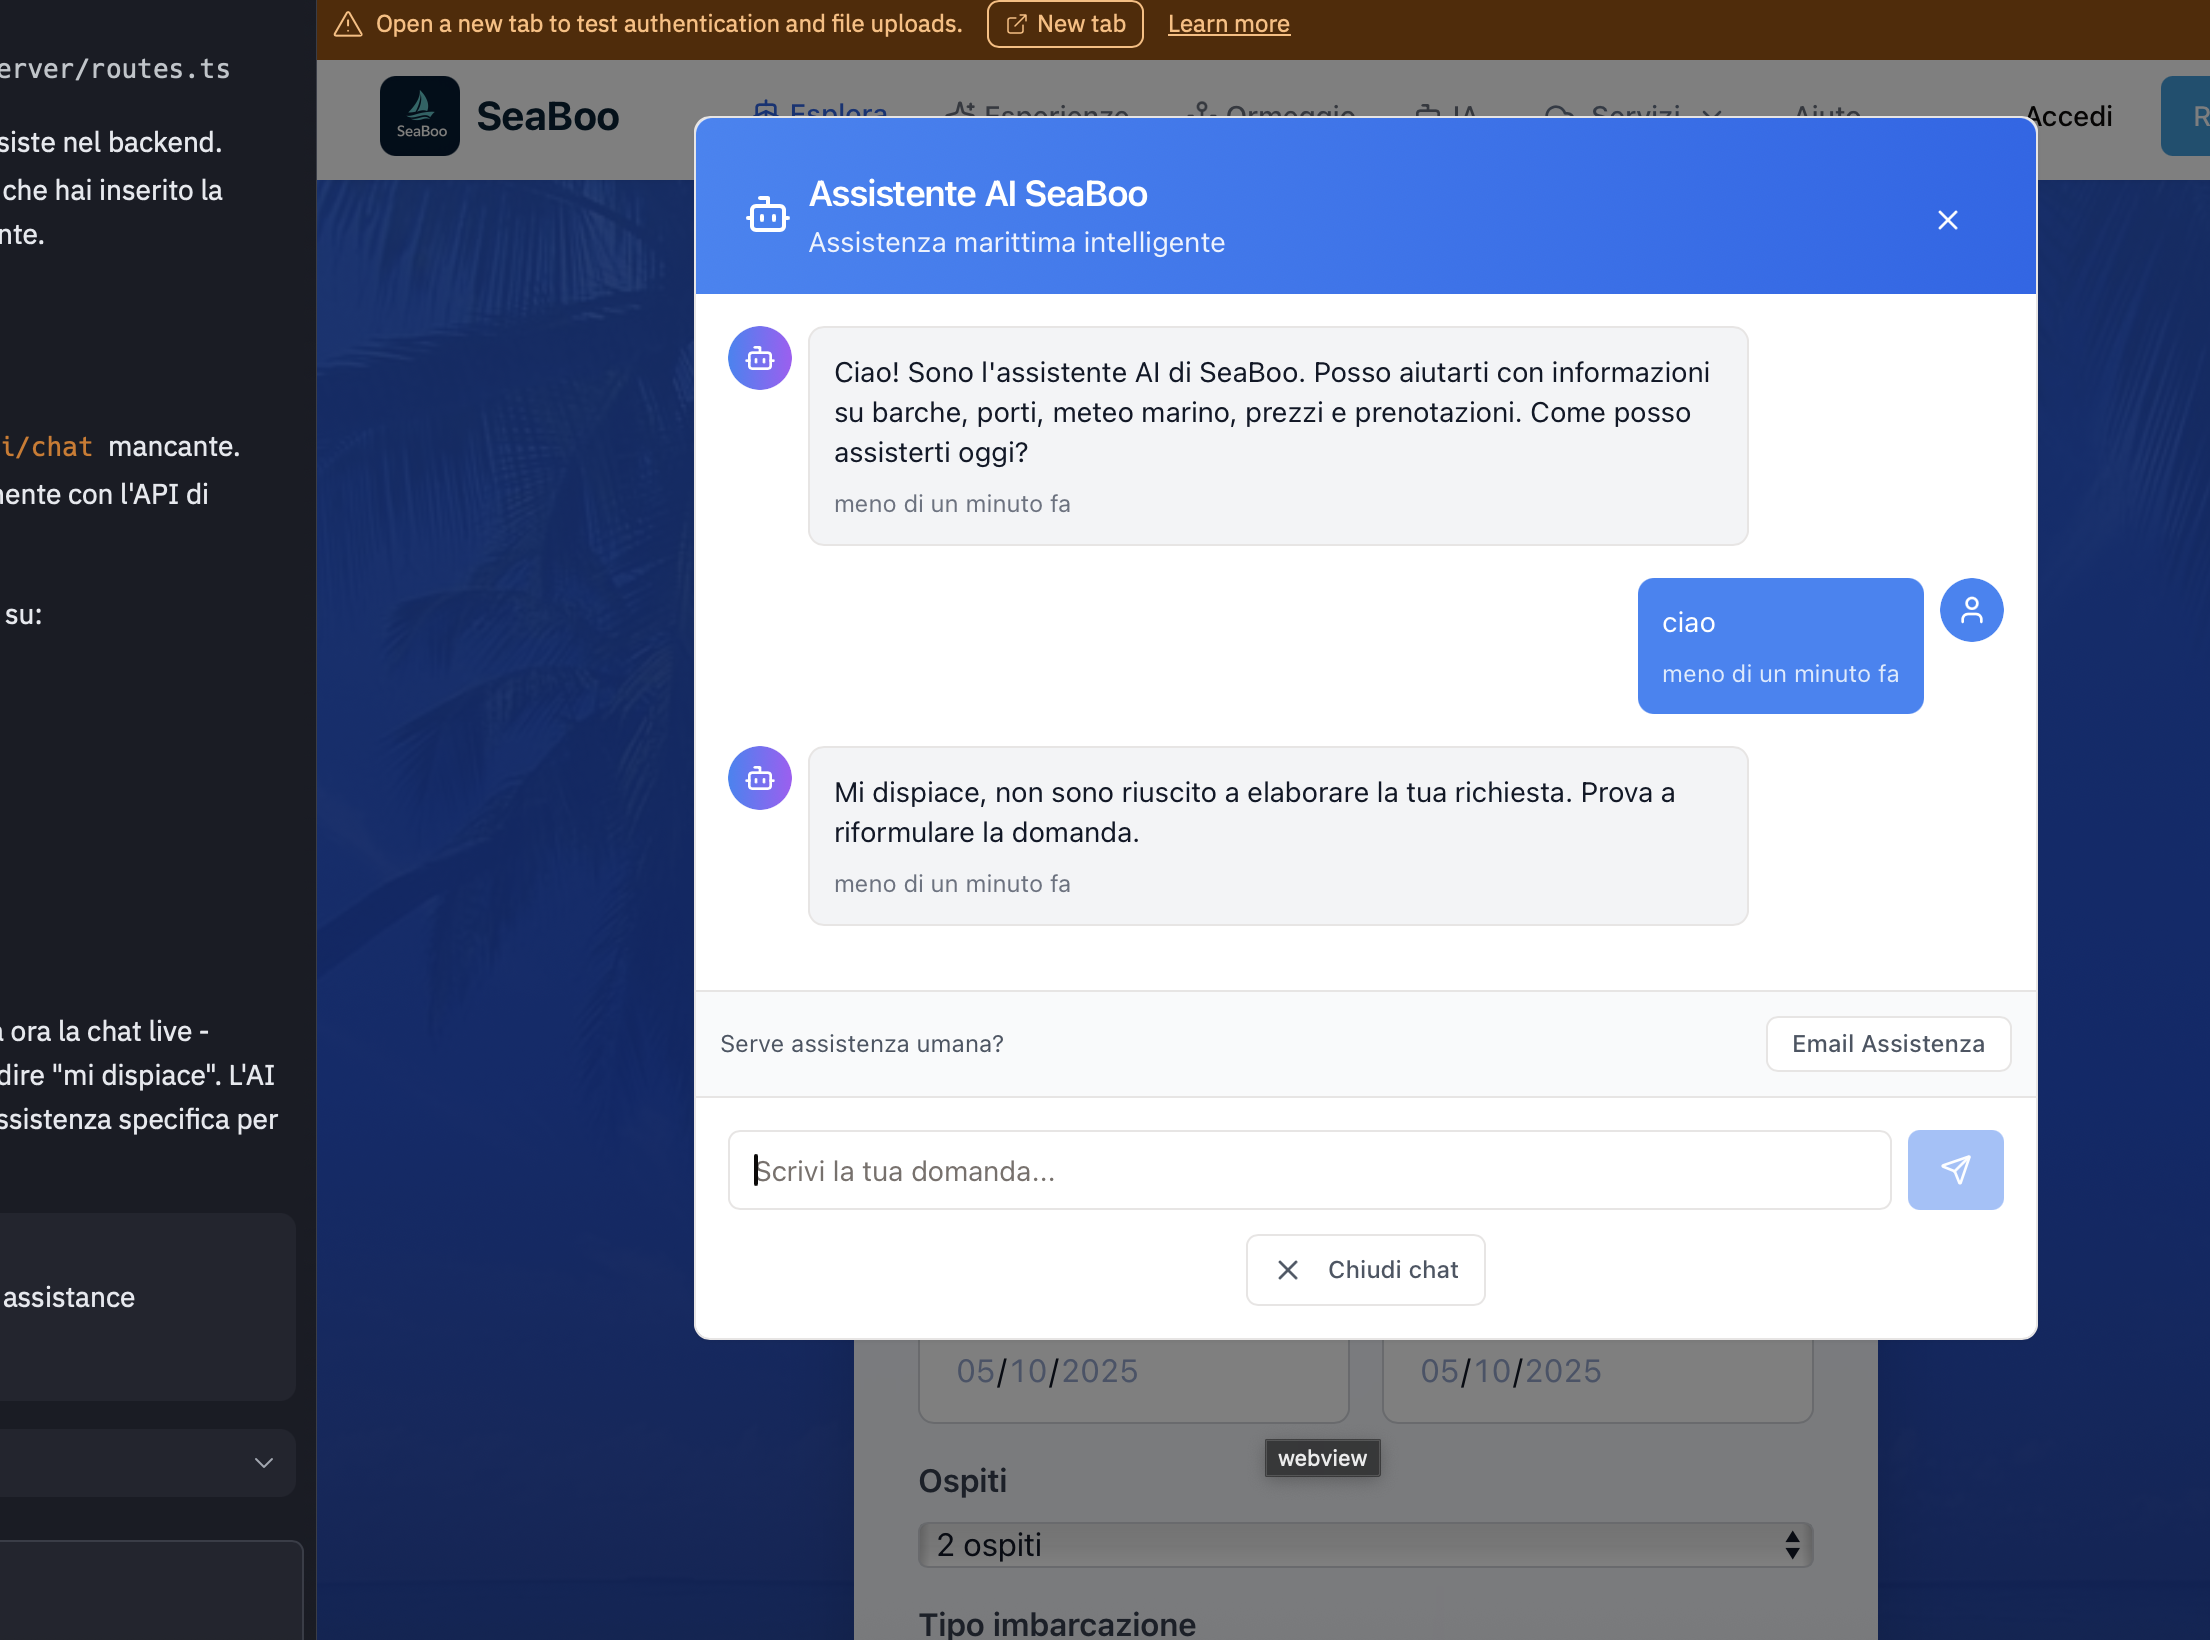 Open a new tab to test authentication and file uploads.
New tab
Learn more
erver/routes.ts
siste nel backend.
che hai inserito la
nte.
i/chat mancante.
nente con l'API di
su:
ora la chat live -
dire "mi dispiace". L'AI
ssistenza specifica per
assistance
SeaBoo
SeaBoo
Esplora
Esperienze
Ormeggio
IA
Servizi
Aiuto
Accedi
R
Assistente AI SeaBoo
Assistenza marittima intelligente
Ciao! Sono l'assistente AI di SeaBoo. Posso aiutarti con informazioni
su barche, porti, meteo marino, prezzi e prenotazioni. Come posso
assisterti oggi?
meno di un minuto fa
ciao
meno di un minuto fa
Mi dispiace, non sono riuscito a elaborare la tua richiesta. Prova a
riformulare la domanda.
meno di un minuto fa
Serve assistenza umana?
Email Assistenza
Scrivi la tua domanda...
Chiudi chat
05/10/2025
05/10/2025
webview
Ospiti
2 ospiti
Tipo imbarcazione